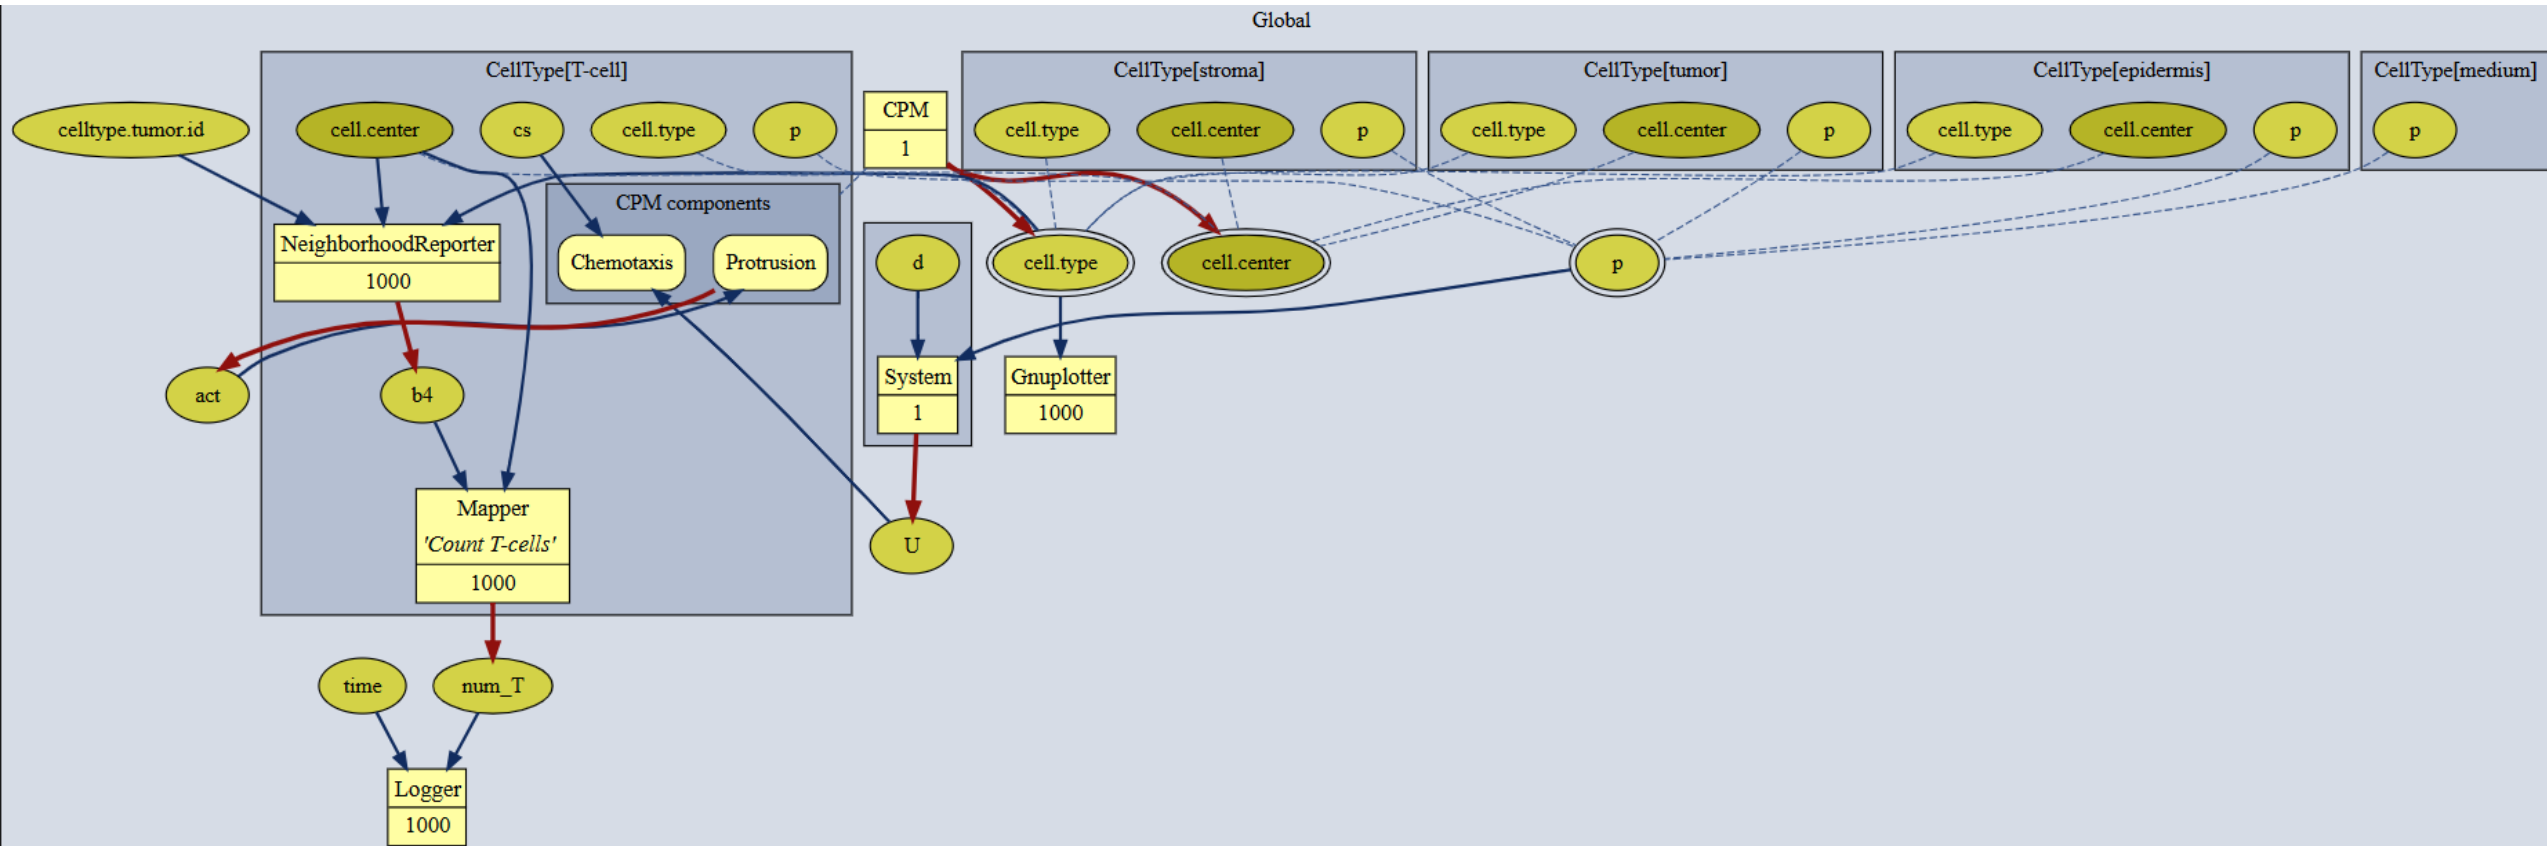 Global
CellType[T-cell]
CellType[stroma]
CellType[tumor]
CellType[epidermis]
CellType[medium]
celltype.tumor.id
cell.center
cs
cell.type
p
CPM
1
cell.type
cell.center
p
cell.type
cell.center
p
cell.type
cell.center
p
p
CPM components
NeighborhoodReporter
1000
Chemotaxis
Protrusion
d
cell.type
cell.center
p
act
b4
System
1
Gnuplotter
1000
Mapper
'Count T-cells'
1000
U
time
num_T
Logger
1000